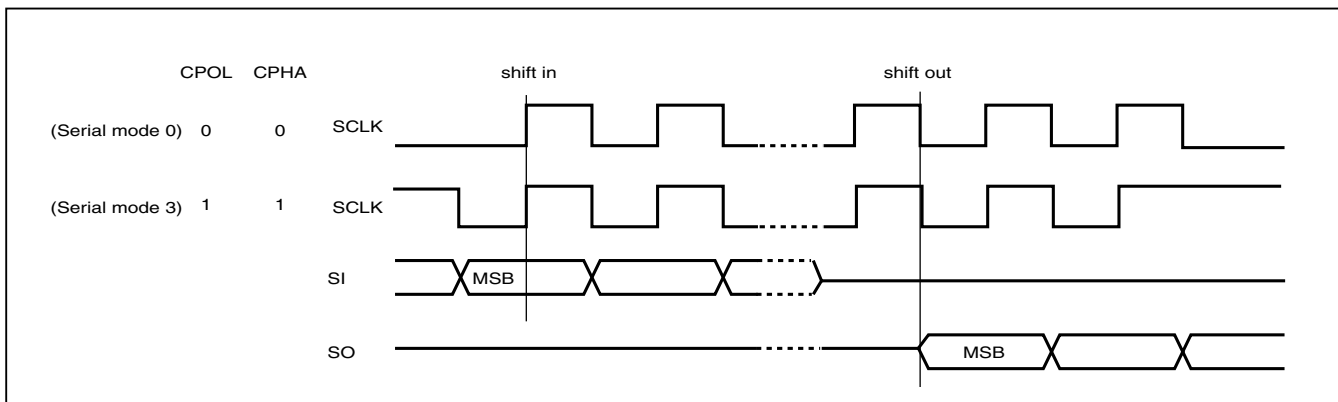 CPOL CPHA shift in shift out
(Serial mode 0) 0 0 SCLK
(Serial mode 3) 1 1 SCLK
SI MSB
SO MSB